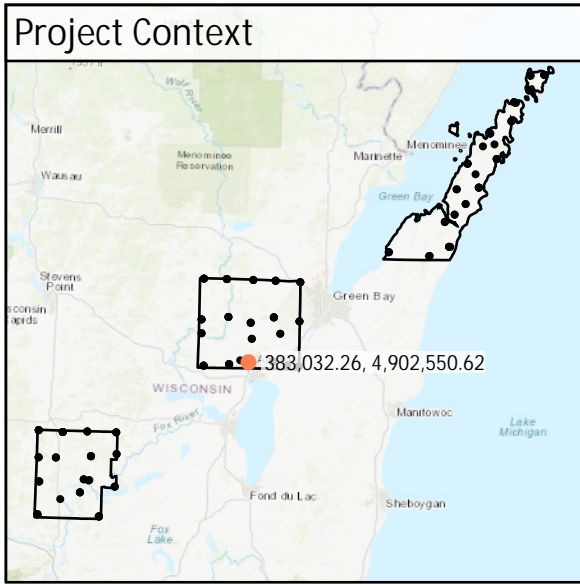 Project Context
Wolf River
Merrill
Menominee
Menominee
Reservation
Marinette
Wausau
Green Bay
Stevens
Point
Green Bay
sconsin
Rapids
383,032.26, 4,902,550.62
WISCONSIN
Fox River
Manitowoc
Lake
Michigan
Fond du Lac
Sheboygan
Fox
Lake